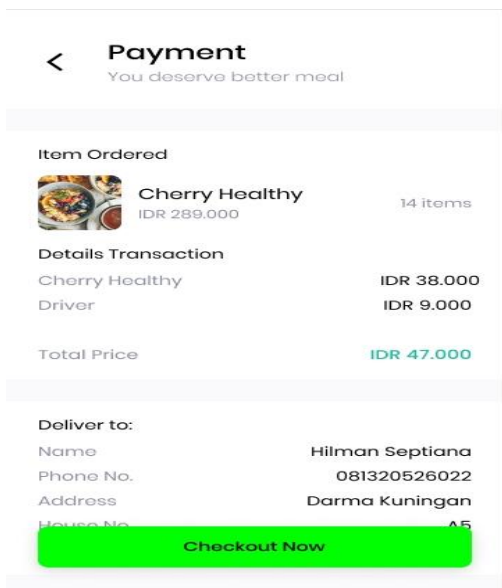 Payment
You deserve better meal
Item Ordered
Cherry Healthy
IDR 289.000
14 items
Details Transaction
Cherry Healthy IDR 38.000
Driver IDR 9.000
Total Price IDR 47.000
Deliver to:
Name Hilman Septiana
Phone No. 081320526022
Address Darma Kuningan
House No. A5
Checkout Now